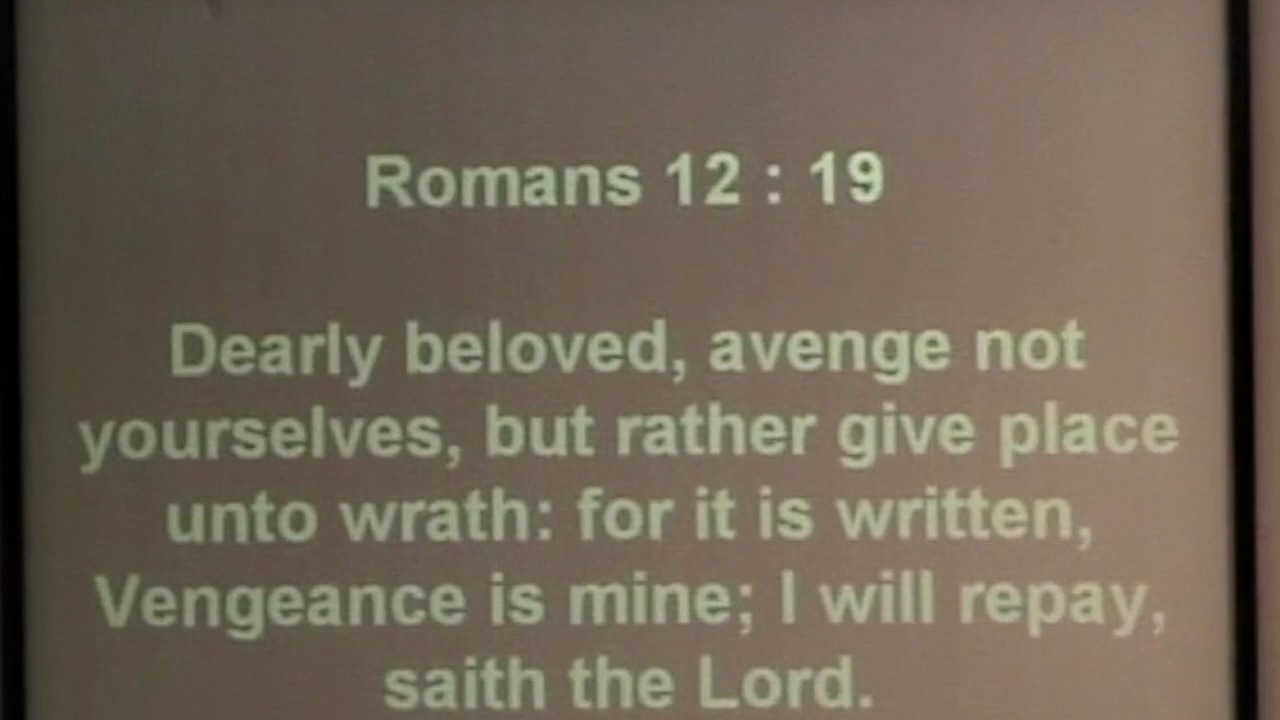 Romans 12 : 19
Dearly beloved, avenge not
yourselves, but rather give place
unto wrath: for it is written,
Vengeance is mine; I will repay,
saith the Lord.